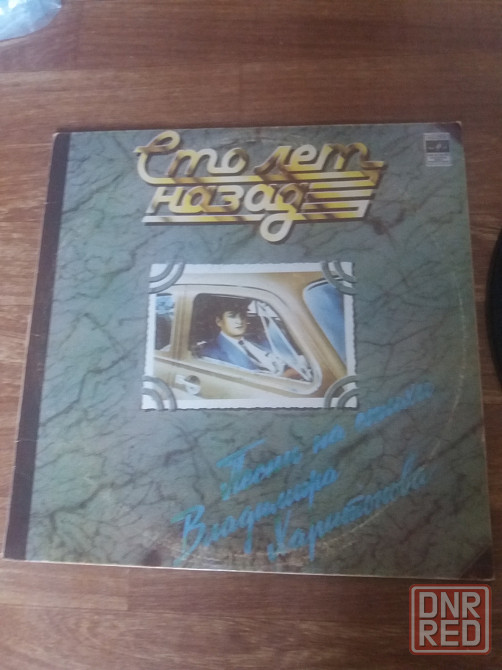 Сто лет
назад
Песни на стихи
Владимира
Харитонова
DNR
RED